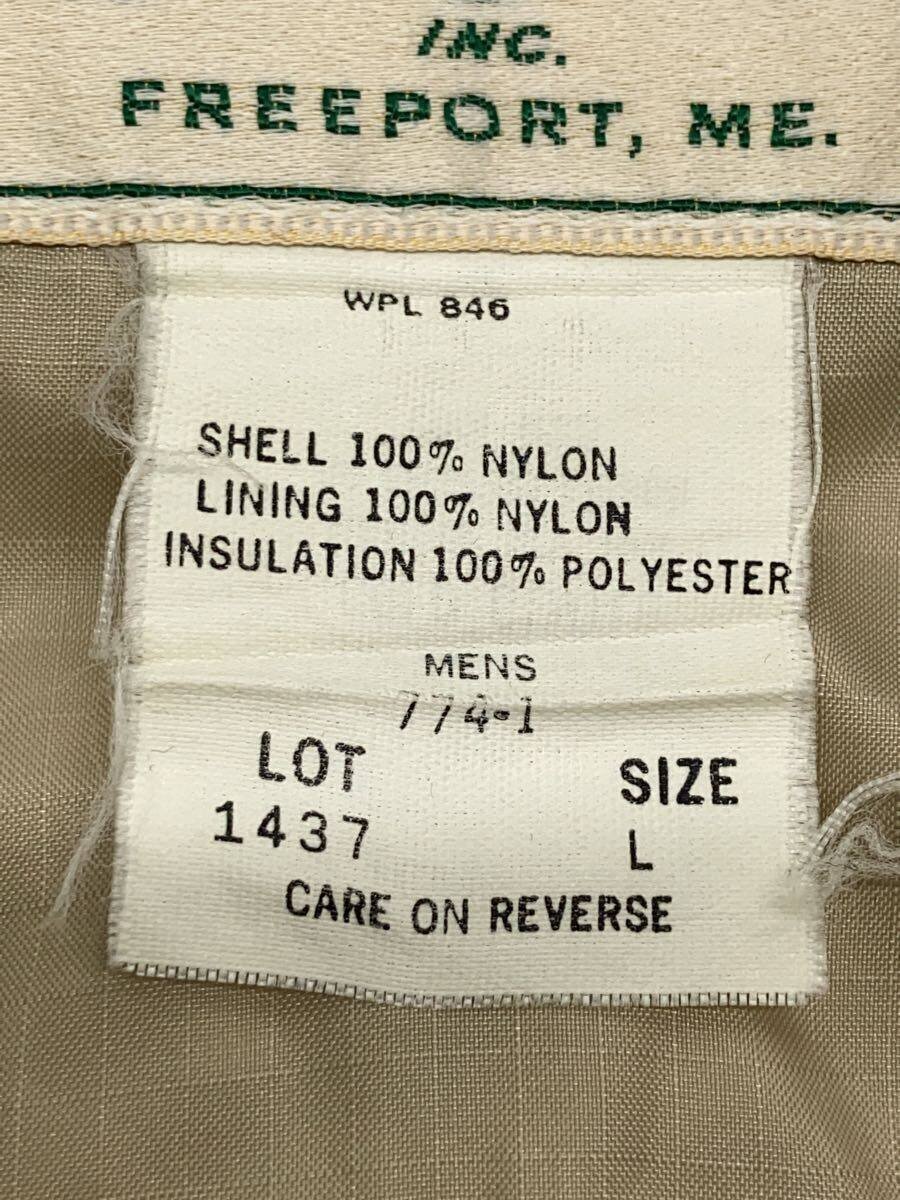 INC.
FREEPORT, ME.
WPL 846
SHELL 100% NYLON
LINING 100% NYLON
INSULATION 100% POLYESTER
MENS
774-1
LOT
SIZE
1437
L
CARE ON REVERSE